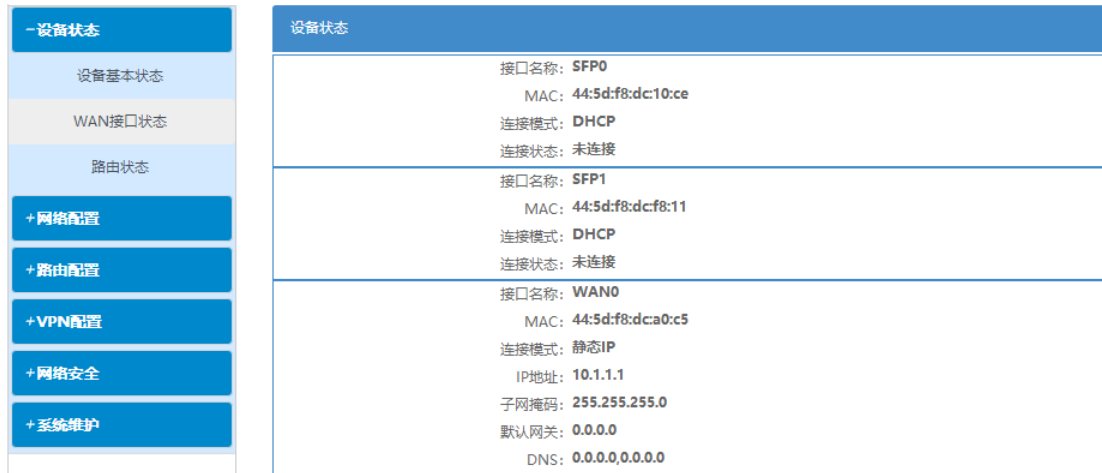 -设备状态
设备基本状态
WAN接口状态
路由状态
+网络配置
+路由配置
+VPN配置
+网络安全
+系统维护
设备状态
接口名称: SFP0
MAC: 44:5d:f8:dc:10:ce
连接模式: DHCP
连接状态: 未连接
接口名称: SFP1
MAC: 44:5d:f8:dc:f8:11
连接模式: DHCP
连接状态: 未连接
接口名称: WAN0
MAC: 44:5d:f8:dc:a0:c5
连接模式: 静态IP
IP地址: 10.1.1.1
子网掩码: 255.255.255.0
默认网关: 0.0.0.0
DNS: 0.0.0.0,0.0.0.0